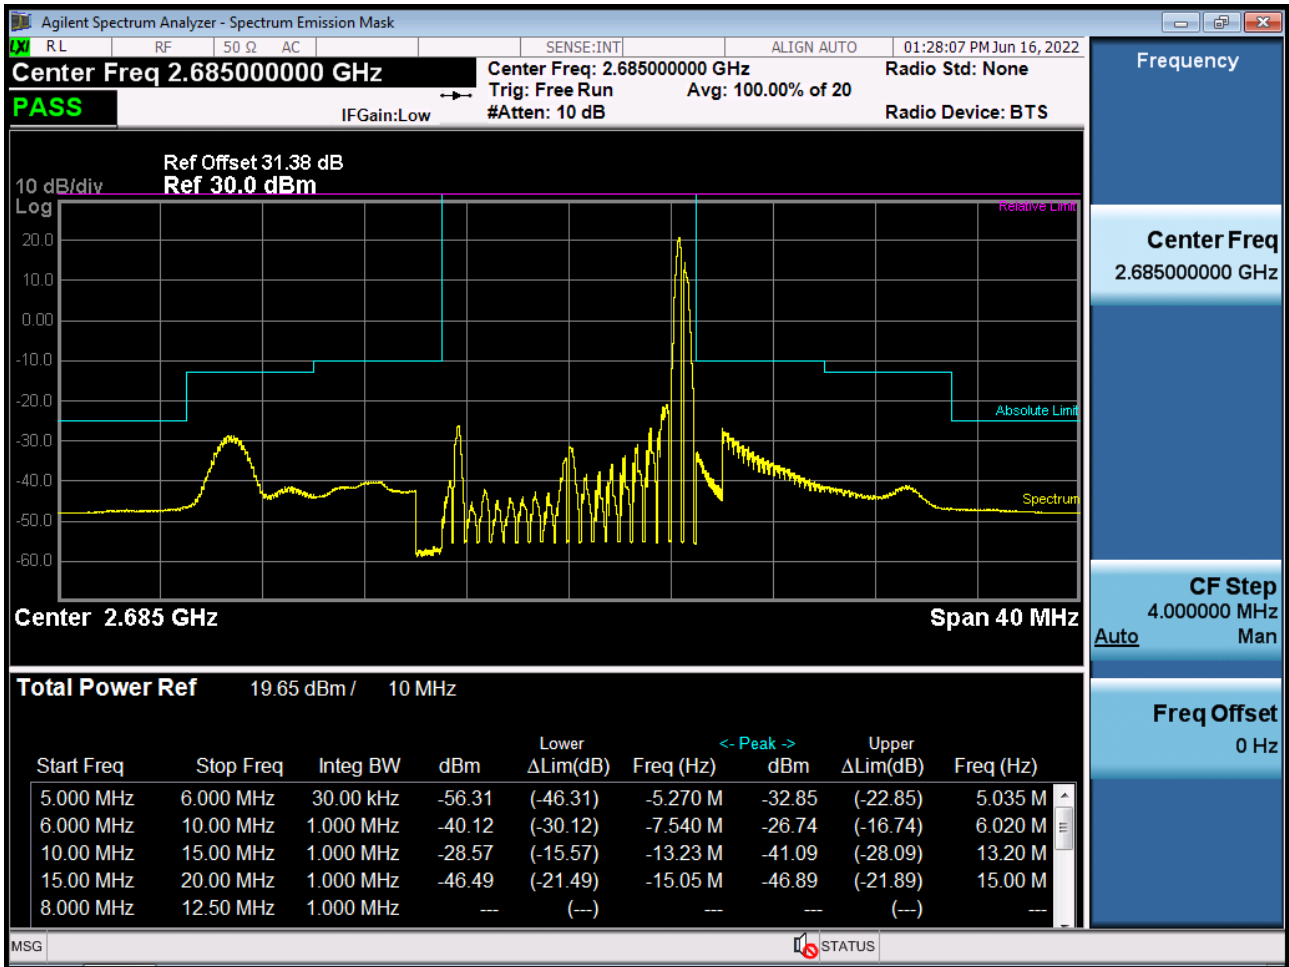 Agilent Spectrum Analyzer - Spectrum Emission Mask
LXI RL RF 50 Ω AC SENSE:INT ALIGN AUTO 01:28:07 PM Jun 16, 2022
Center Freq 2.685000000 GHz
Center Freq: 2.685000000 GHz Radio Std: None
Trig: Free Run Avg: 100.00% of 20
PASS
IFGain:Low #Atten: 10 dB Radio Device: BTS
Ref Offset 31.38 dB
10 dB/div Ref 30.0 dBm
Log
Relative Limit
20.0
10.0
0.00
-10.0
-20.0
Absolute Limit
-30.0
-40.0
Spectrum
-50.0
-60.0
Center 2.685 GHz Span 40 MHz
Total Power Ref 19.65 dBm / 10 MHz
Lower <- Peak -> Upper
Start Freq Stop Freq Integ BW dBm ΔLim(dB) Freq (Hz) dBm ΔLim(dB) Freq (Hz)
5.000 MHz 6.000 MHz 30.00 kHz -56.31 (-46.31) -5.270 M -32.85 (-22.85) 5.035 M
6.000 MHz 10.00 MHz 1.000 MHz -40.12 (-30.12) -7.540 M -26.74 (-16.74) 6.020 M
10.00 MHz 15.00 MHz 1.000 MHz -28.57 (-15.57) -13.23 M -41.09 (-28.09) 13.20 M
15.00 MHz 20.00 MHz 1.000 MHz -46.49 (-21.49) -15.05 M -46.89 (-21.89) 15.00 M
8.000 MHz 12.50 MHz 1.000 MHz --- (---) --- --- (---) ---
Frequency
Center Freq
2.685000000 GHz
CF Step
4.000000 MHz
Auto Man
Freq Offset
0 Hz
MSG STATUS